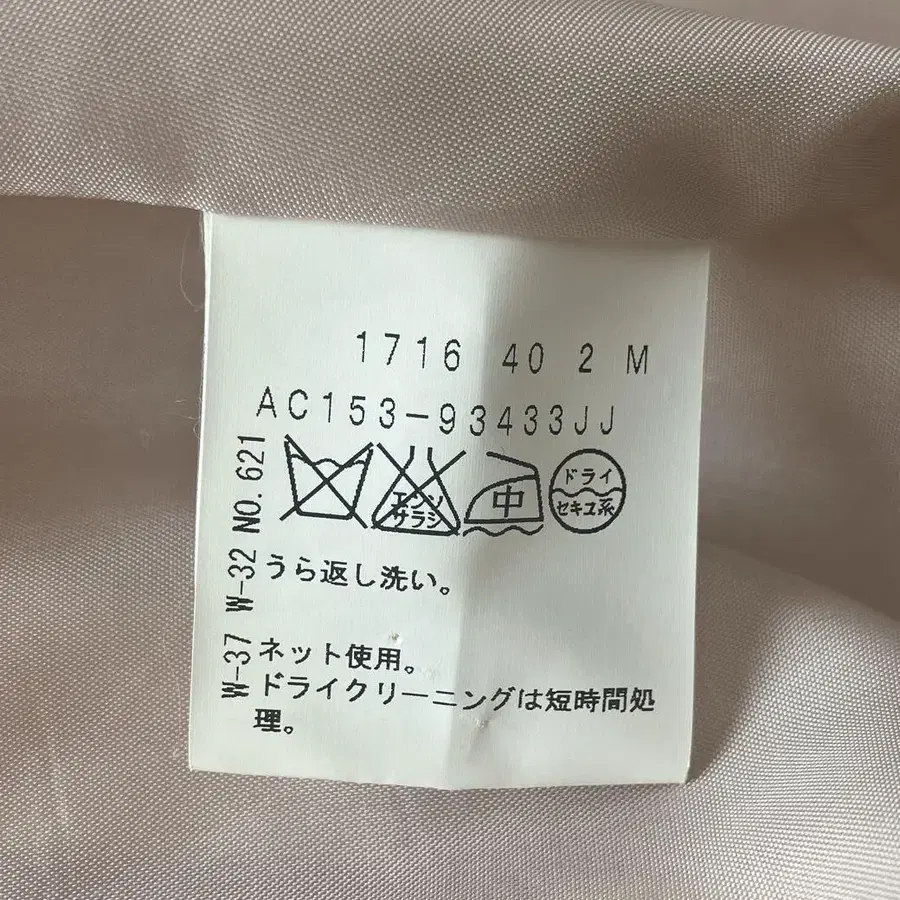 1716 40 2 M
AC153-93433JJ
エンソ
サラシ
中
ドライ
セキユ系
NO. 621
W-32
うら返し洗い。
W-37
ネット使用。
ドライクリーニングは短時間処
理。